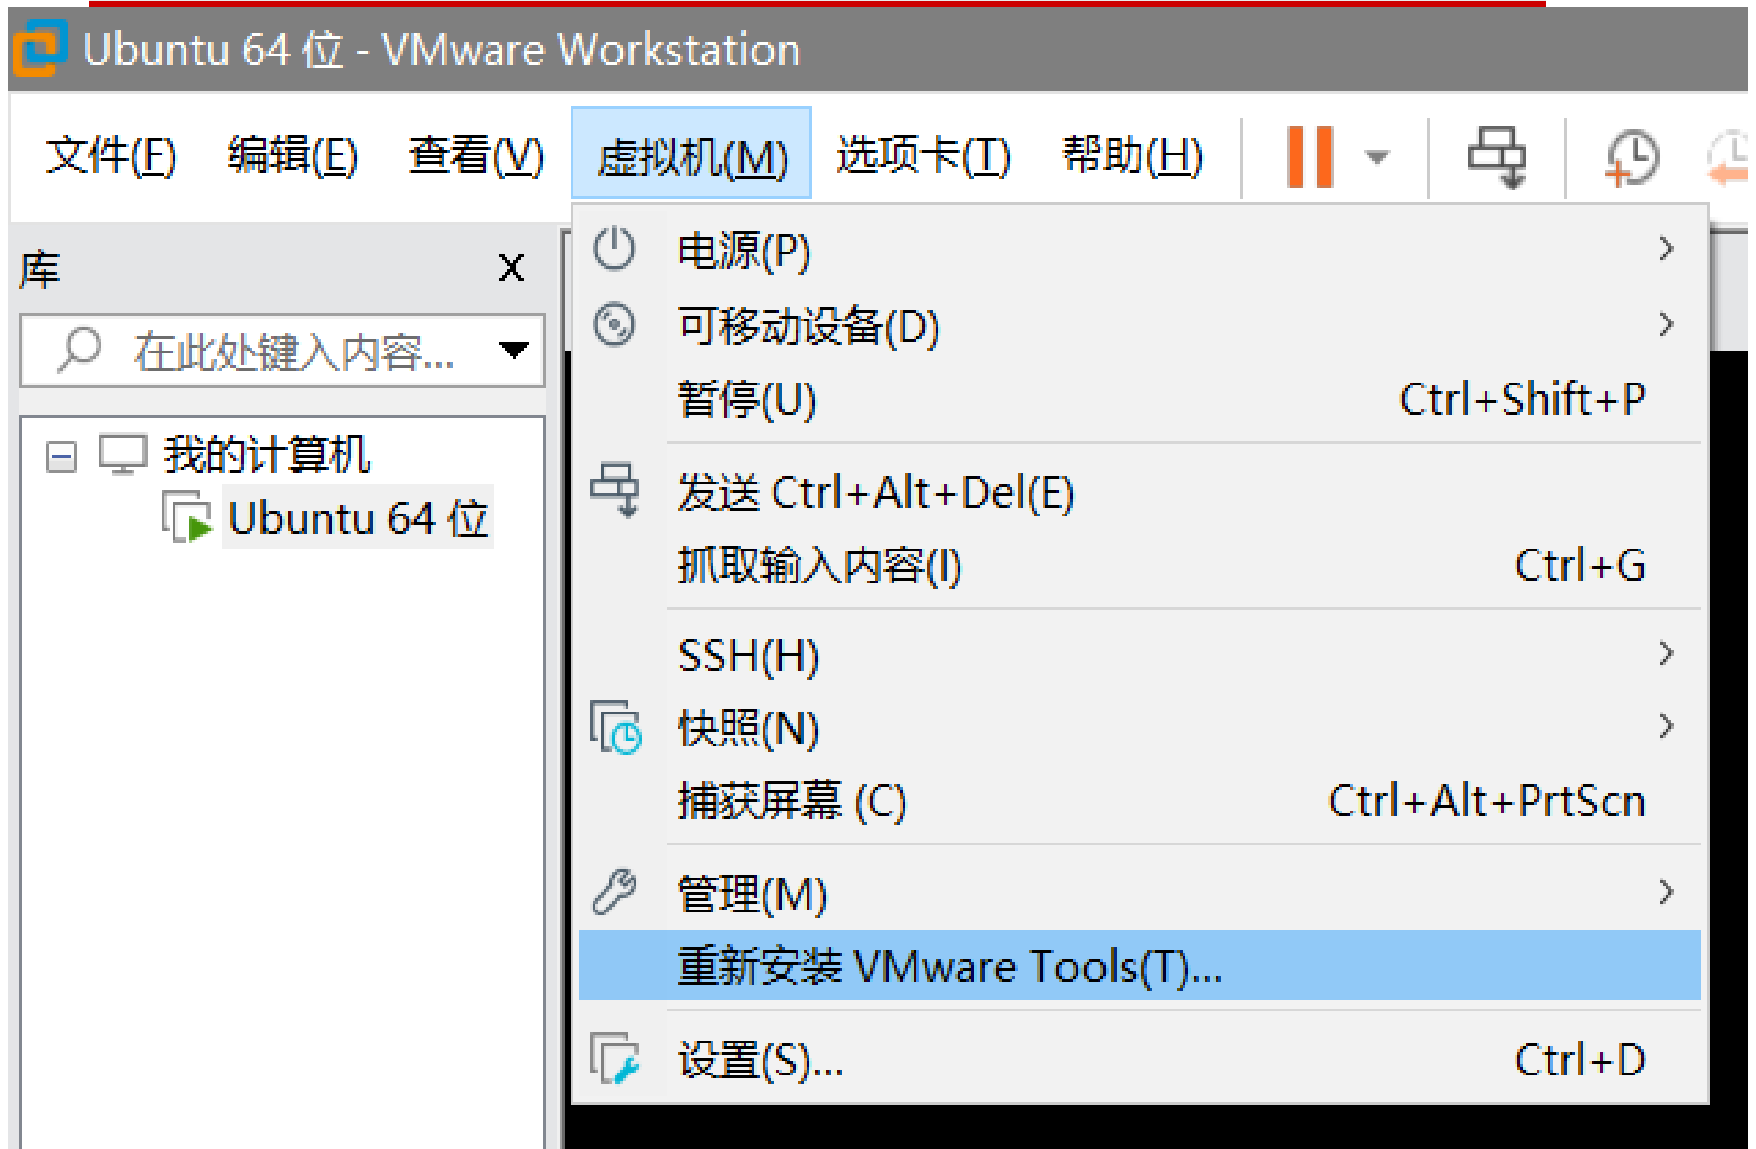 Ubuntu 64 位 - VMware Workstation
文件(F) 编辑(E) 查看(V) 虚拟机(M) 选项卡(T) 帮助(H)
库 X
在此处键入内容...
我的计算机
Ubuntu 64 位
电源(P)
可移动设备(D)
暂停(U) Ctrl+Shift+P
发送 Ctrl+Alt+Del(E)
抓取输入内容(I) Ctrl+G
SSH(H)
快照(N)
捕获屏幕 (C) Ctrl+Alt+PrtScn
管理(M)
重新安装 VMware Tools(T)...
设置(S)... Ctrl+D